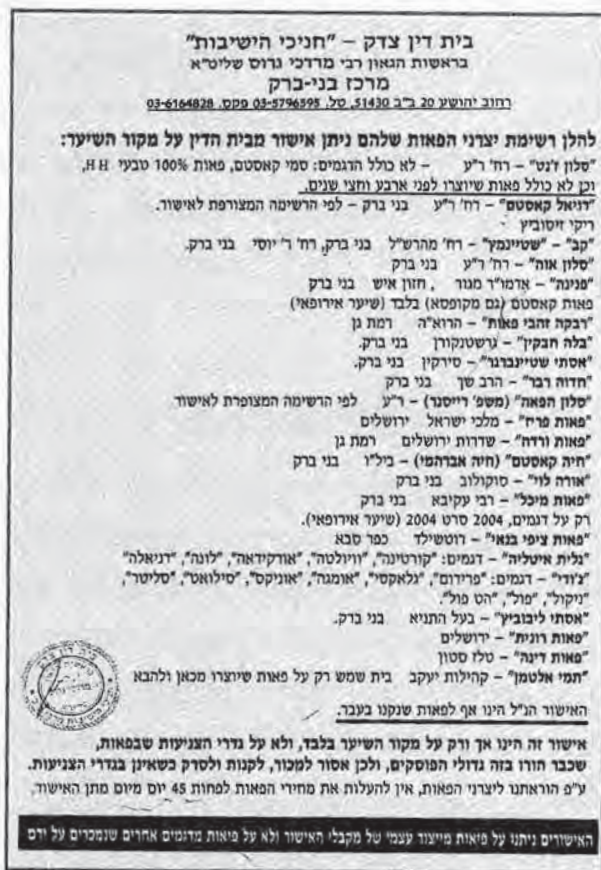 בית דין צדק – "חניכי הישיבות"
בראשות הגאון רבי מרדכי גרוס שליט"א
מרכז בני-ברק
רחוב יהושע 20 ב"ב 51430, טל. 03-5796595 פקס. 03-6164828
להלן רשימת יצרני הפאות שלהם ניתן אישור מבית הדין על מקור השיער:
"סלון ז'נט" – רח' ר"ע – לא כולל הדגמים: סמי קאסטם, פאות 100% טבעי H H,
וכן לא כולל פאות שיוצרו לפני ארבע וחצי שנים.
"דניאל קאסטם" – רח' ר"ע בני ברק – לפי הרשימה המצורפת לאישור.
ריקי זיסוביץ
"קב" – "שטיינמץ" – רח' מהרש"ל בני ברק, רח' ר' יוסי בני ברק.
"סלון אוה" – רח' ר"ע בני ברק
"פנינה" – אדמו"ר מגור , חזון איש בני ברק
פאות קאסטם (גם מקופסא) בלבד (שיער אירופאי)
"רבקה זהבי פאות" – הרוא"ה רמת גן
"בלה חבקין" – גרשטנקורן בני ברק.
"אסתי שטיינברגר" – סירקין בני ברק.
"חדוה רבר" – הרב שך בני ברק
"סלון הפאה" (משפ' רייסנר) – ר"ע לפי הרשימה המצופרת לאישור
"פאות פריז" – מלכי ישראל ירושלים
"פאות ורדה" – שדרות ירושלים רמת גן
"חיה קאסטם" (חיה אברהמי) – ביל"ו בני ברק
"אורה לוי" – סוקולוב בני ברק
"פאות מיכל" – רבי עקיבא בני ברק
רק על דגמים, 2004 סרט 2004 (שיער אירופאי).
"פאות ציפי בנאי" – רוטשילד כפר סבא
"גלית איטליה" – דגמים: "קורטינה", "וויולטה", "אורקידאה", "לונה", "דניאלה"
"ג'ודי" – דגמים: "פרידום", "גלאקסי", "אומגה", "אוניקס", "סילואט", "סליטר",
"ניקול", "פול", "הט פול".
"אסתי ליבוביץ" – בעל התניא בני ברק.
"פאות רונית" – ירושלים
"פאות דינה" – טלז סטון
"תמי אלטמן" – קהילות יעקב בית שמש רק על פאות שיוצרו מכאן ולהבא
האישור הנ"ל הינו אף לפאות שנקנו בעבר.
אישור זה הינו אך ורק על מקור השיער בלבד, ולא על גדרי הצניעות שבפאות,
שכבר הורו בזה גדולי הפוסקים, ולכן אסור למכור, לקנות ולסרק כשאינן בגדרי הצניעות.
ע"פ הוראתנו ליצרני הפאות, אין להעלות את מחירי הפאות לפחות 45 יום מיום מתן האישור.
האישורים ניתנו על פיאות מייצור עצמי של מקבלי האישור ולא על פיאות מדגמים אחרים שנמכרים על ידם